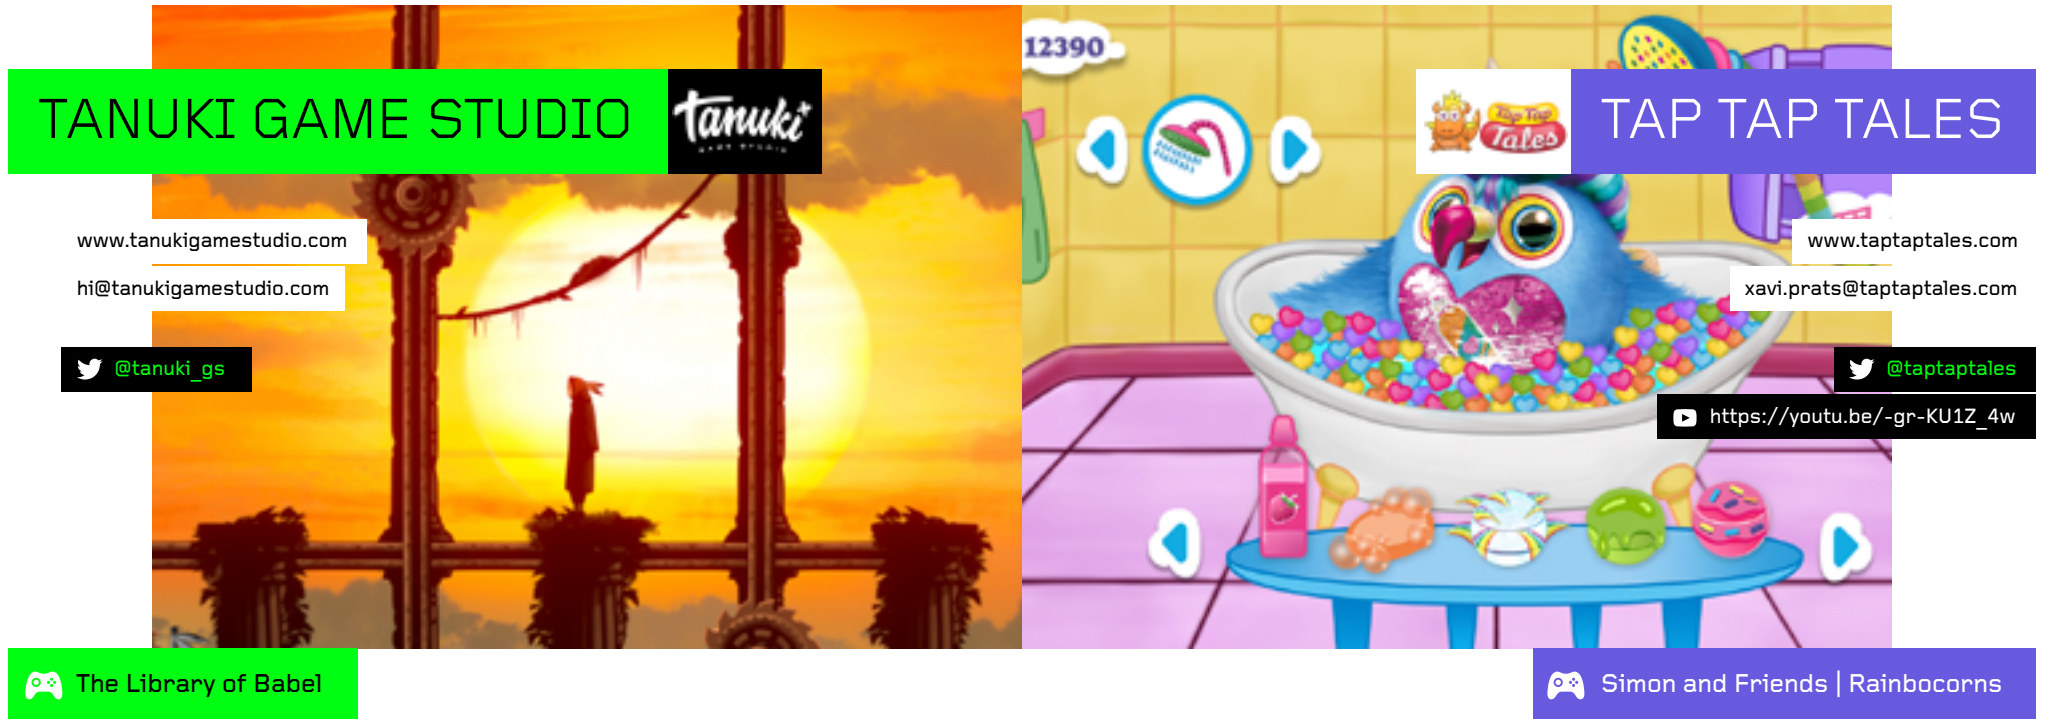 TANUKI GAME STUDIO
tanuki
GAME STUDIO
www.tanukigamestudio.com
hi@tanukigamestudio.com
@tanuki_gs
The Library of Babel
12390
Tap Tap
Tales
TAP TAP TALES
www.taptaptales.com
xavi.prats@taptaptales.com
@taptaptales
https://youtu.be/-gr-KU1Z_4w
Simon and Friends | Rainbocorns